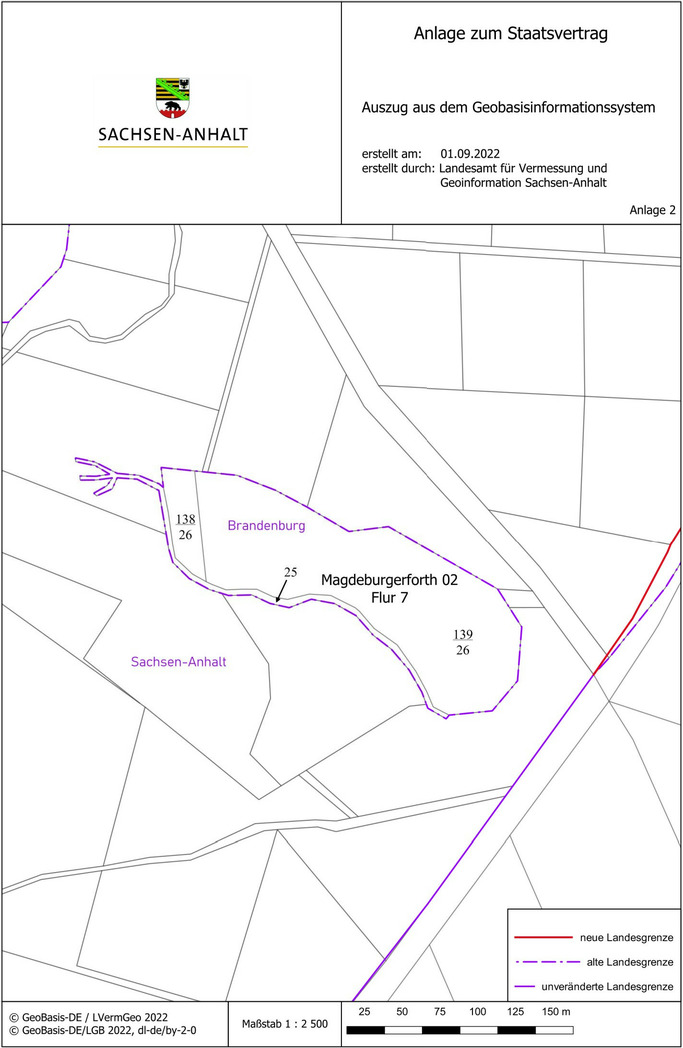 Anlage zum Staatsvertrag
SACHSEN-ANHALT
Auszug aus dem Geobasisinformationssystem
erstellt am: 01.09.2022
erstellt durch: Landesamt für Vermessung und
Geoinformation Sachsen-Anhalt
Anlage 2
138
26
Brandenburg
25
Magdeburgerforth 02
Flur 7
139
26
Sachsen-Anhalt
neue Landesgrenze
alte Landesgrenze
unveränderte Landesgrenze
© GeoBasis-DE / LVermGeo 2022
© GeoBasis-DE/LGB 2022, dl-de/by-2-0
Maßstab 1 : 2 500
25 50 75 100 125 150 m